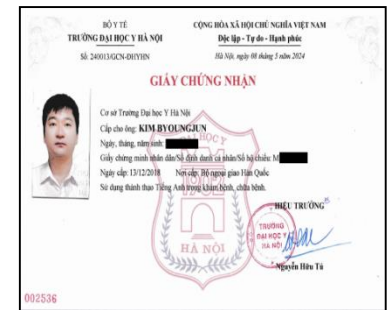 BỘ Y TẾ
TRƯỜNG ĐẠI HỌC Y HÀ NỘI
Số: 240013/GCN-ĐHYHN
CỘNG HÒA XÃ HỘI CHỦ NGHĨA VIỆT NAM
Độc lập - Tự do - Hạnh phúc
Hà Nội, ngày 08 tháng 5 năm 2024
GIẤY CHỨNG NHẬN
Cơ sở Trường Đại học Y Hà Nội
Cấp cho ông: KIM BYOUNGJUN
Ngày, tháng, năm sinh:
Giấy chứng minh nhân dân/Số định danh cá nhân/Số hộ chiếu: M
Ngày cấp: 13/12/2018 Nơi cấp: Bộ ngoại giao Hàn Quốc
Sử dụng thành thạo Tiếng Anh trong khám bệnh, chữa bệnh.
HIỆU TRƯỞNG
TRƯỜNG
ĐẠI HỌC Y
HÀ NỘI
Nguyễn Hữu Tú
HÀ NỘI
002536